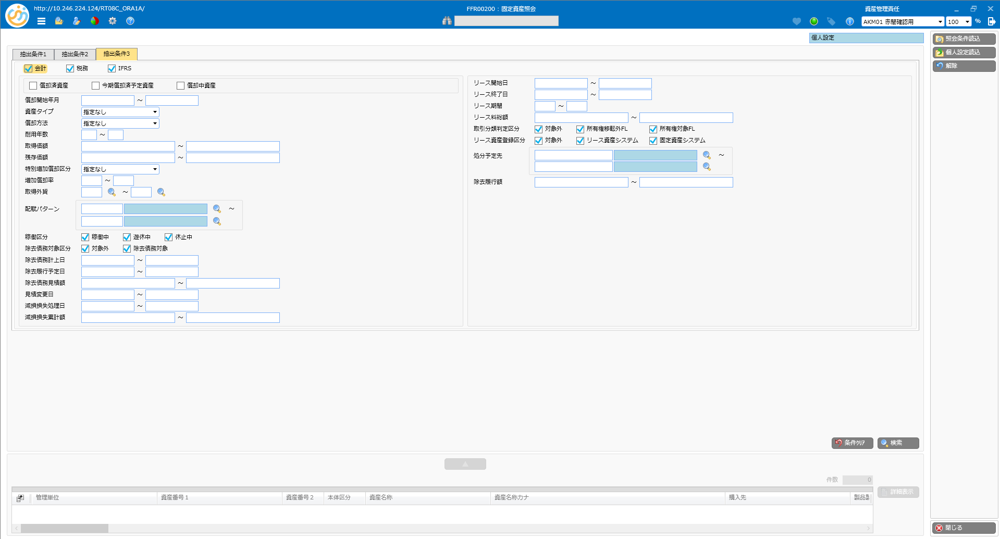 http://10.246.224.124/RT08C_ORA1A/
FFR00200：固定資産照会
資産管理責任
AKM01 赤間確認用
100
%
個人設定
照会条件読込
個人設定読込
解除
抽出条件1 抽出条件2 抽出条件3
会計 税務 IFRS
償却済資産 今期償却済予定資産 償却中資産
償却開始年月 ～
資産タイプ 指定なし
償却方法 指定なし
耐用年数 ～
取得価額 ～
残存価額 ～
特別増加償却区分 指定なし
増加償却率 ～
取得外貨 ～
配賦パターン ～
稼働区分 稼働中 遊休中 休止中
除去債務対象区分 対象外 除去債務対象
除去債務計上日 ～
除去履行予定日 ～
除去債務見積額 ～
見積変更日 ～
減損損失処理日 ～
減損損失累計額 ～
リース開始日 ～
リース終了日 ～
リース期間 ～
リース料総額 ～
取引分類判定区分 対象外 所有権移転外FL 所有権対象FL
リース資産登録区分 対象外 リース資産システム 固定資産システム
処分予定先 ～
除去履行額 ～
条件ｸﾘｱ 検索
件数 0
管理単位 資産番号１ 資産番号２ 本体区分 資産名称 資産名称カナ 購入先
詳細表示
閉じる